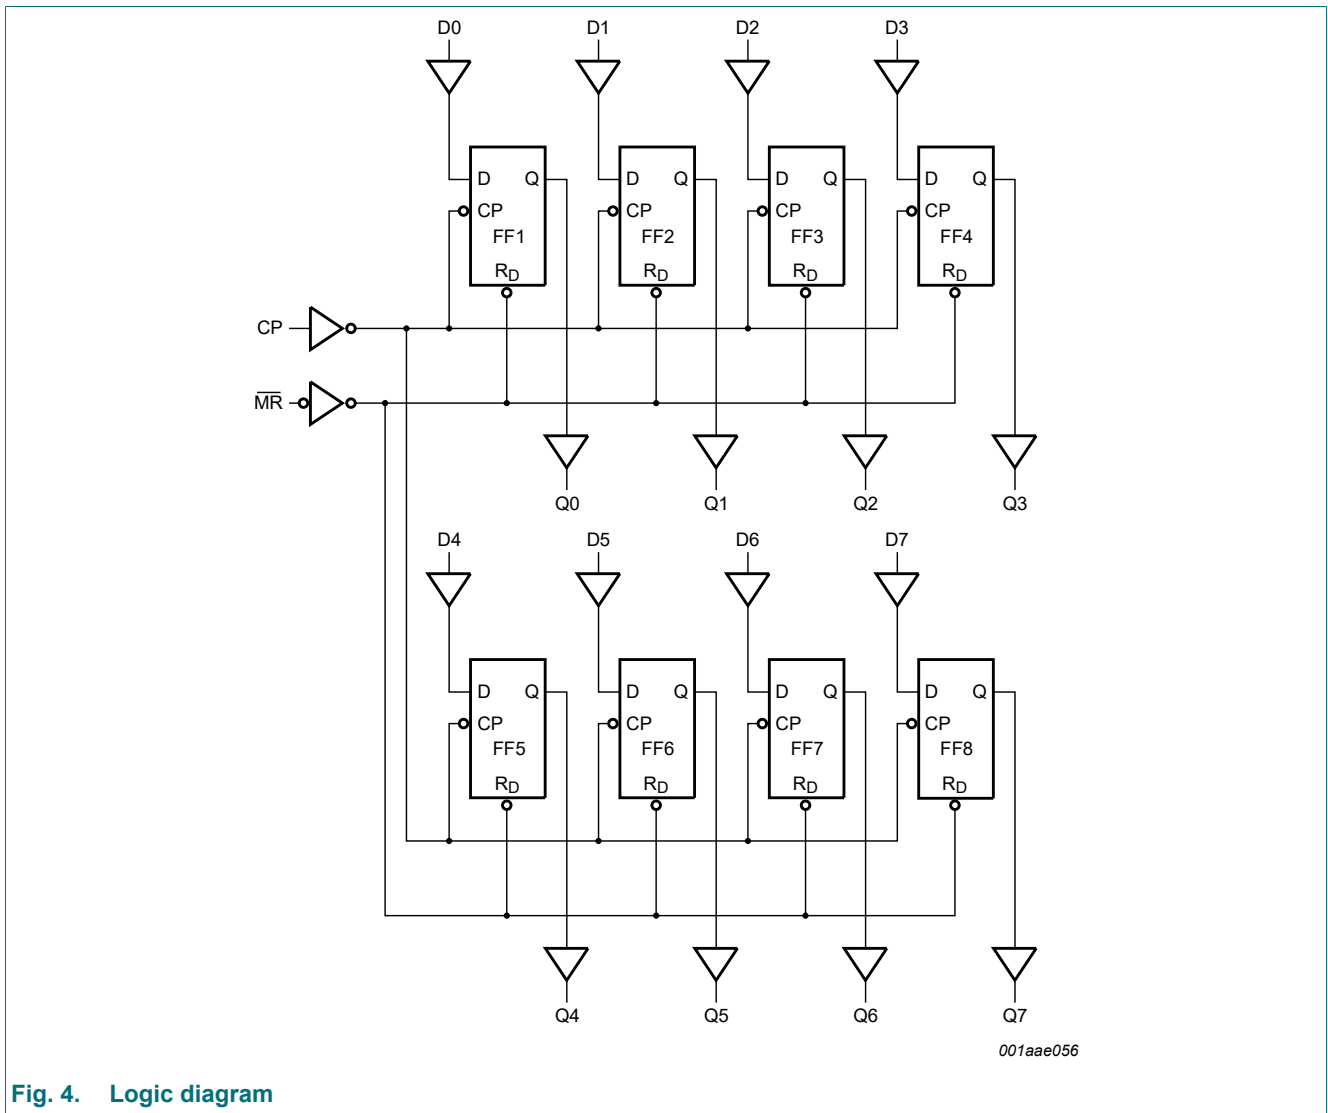 D0 D1 D2 D3
D Q D Q D Q D Q
CP CP CP CP
FF1 FF2 FF3 FF4
RD RD RD RD
CP
M̅R̅
Q0 Q1 Q2 Q3
D4 D5 D6 D7
D Q D Q D Q D Q
CP CP CP CP
FF5 FF6 FF7 FF8
RD RD RD RD
Q4 Q5 Q6 Q7
001aae056
Fig. 4. Logic diagram